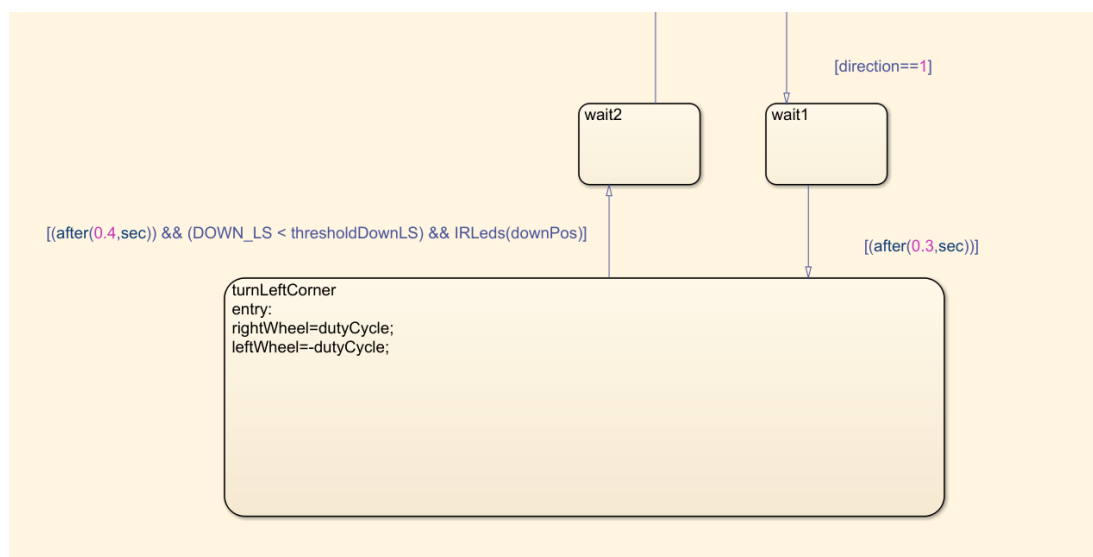 [direction==1]
wait2
wait1
[(after(0.4,sec)) && (DOWN_LS < thresholdDownLS) && IRLeds(downPos)]
[(after(0.3,sec))]
turnLeftCorner
entry:
rightWheel=dutyCycle;
leftWheel=-dutyCycle;